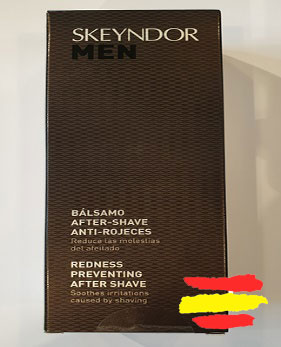 SKEYNDOR
MEN
BÁLSAMO
AFTER-SHAVE
ANTI-ROJECES
Reduce las molestias
del afeitado
REDNESS
PREVENTING
AFTER SHAVE
Soothes irritations
caused by shaving